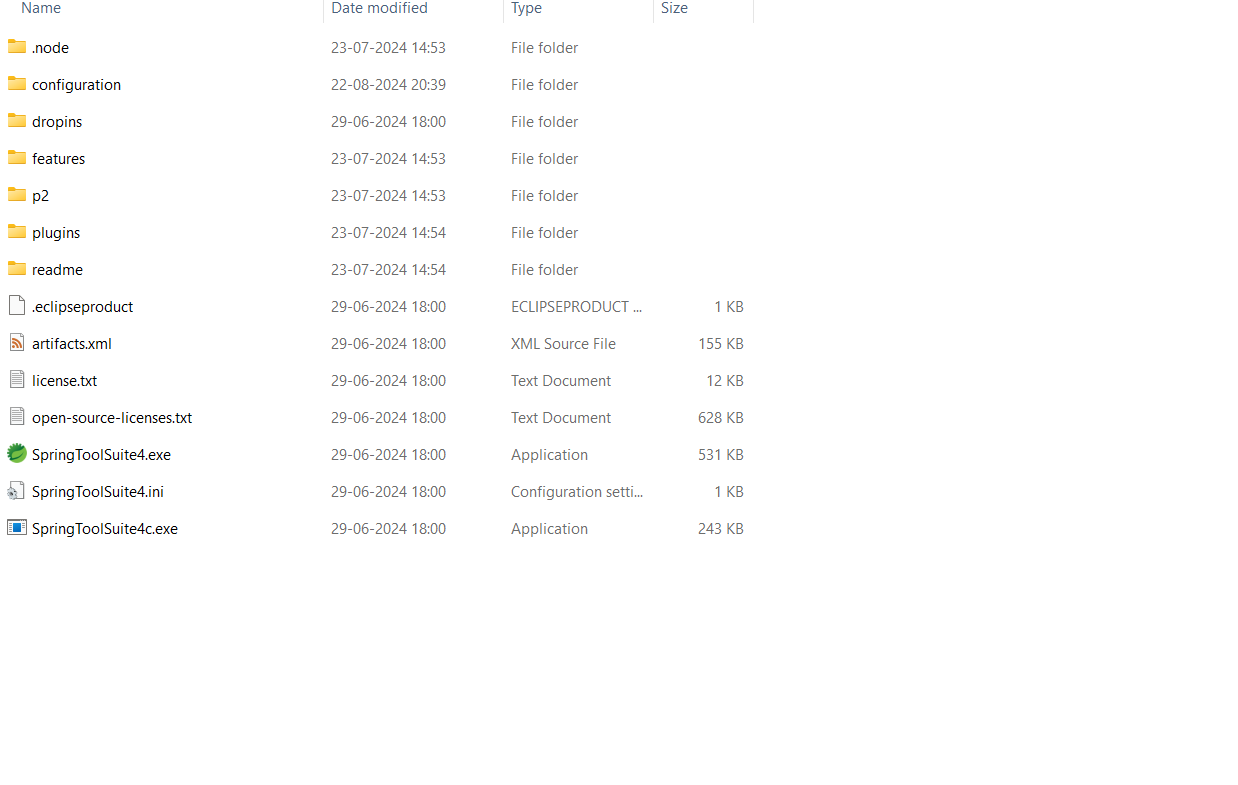 Name Date modified Type Size
.node 23-07-2024 14:53 File folder
configuration 22-08-2024 20:39 File folder
dropins 29-06-2024 18:00 File folder
features 23-07-2024 14:53 File folder
p2 23-07-2024 14:53 File folder
plugins 23-07-2024 14:54 File folder
readme 23-07-2024 14:54 File folder
.eclipseproduct 29-06-2024 18:00 ECLIPSEPRODUCT ... 1 KB
artifacts.xml 29-06-2024 18:00 XML Source File 155 KB
license.txt 29-06-2024 18:00 Text Document 12 KB
open-source-licenses.txt 29-06-2024 18:00 Text Document 628 KB
SpringToolSuite4.exe 29-06-2024 18:00 Application 531 KB
SpringToolSuite4.ini 29-06-2024 18:00 Configuration setti... 1 KB
SpringToolSuite4c.exe 29-06-2024 18:00 Application 243 KB